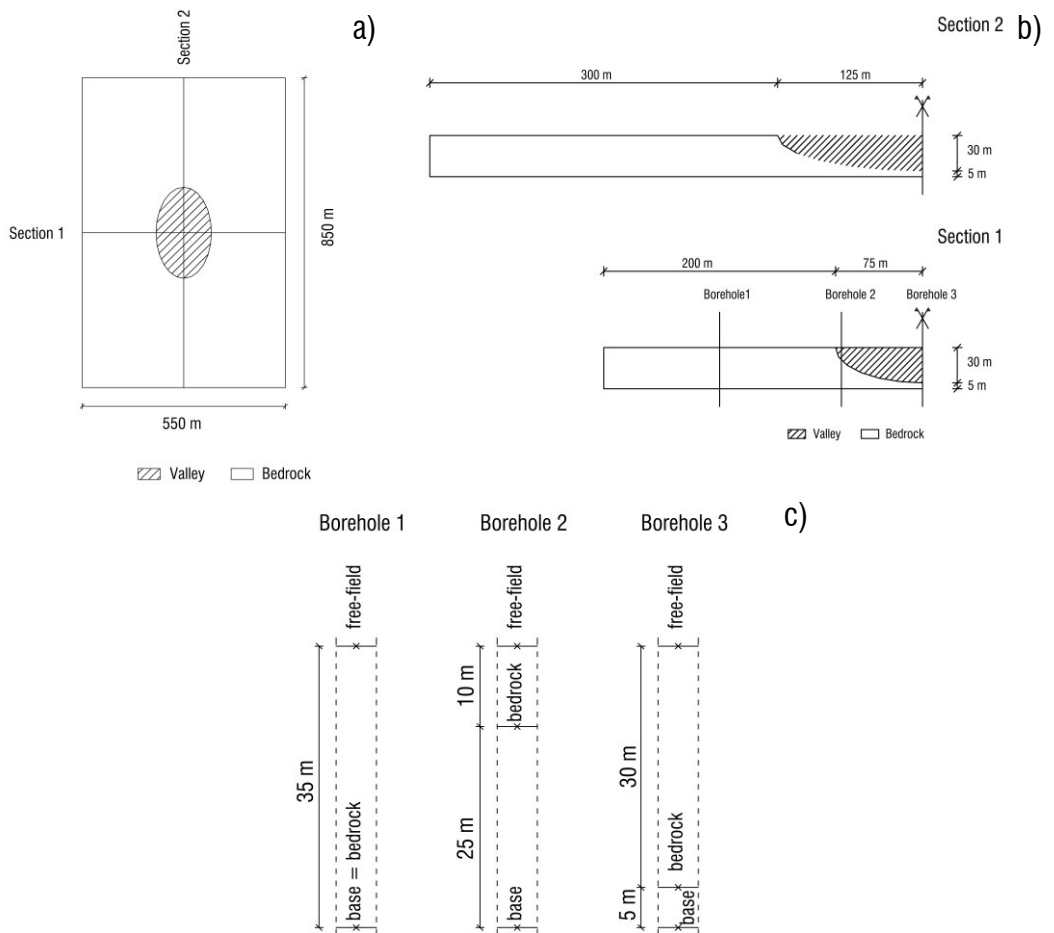 a)
Section 2
Section 1
850 m
550 m
Valley
Bedrock
b)
Section 2
300 m
125 m
30 m
5 m
Section 1
200 m
75 m
Borehole1
Borehole 2
Borehole 3
30 m
5 m
Valley
Bedrock
c)
Borehole 1
Borehole 2
Borehole 3
free-field
free-field
free-field
35 m
base = bedrock
10 m
bedrock
25 m
base
30 m
bedrock
5 m
base